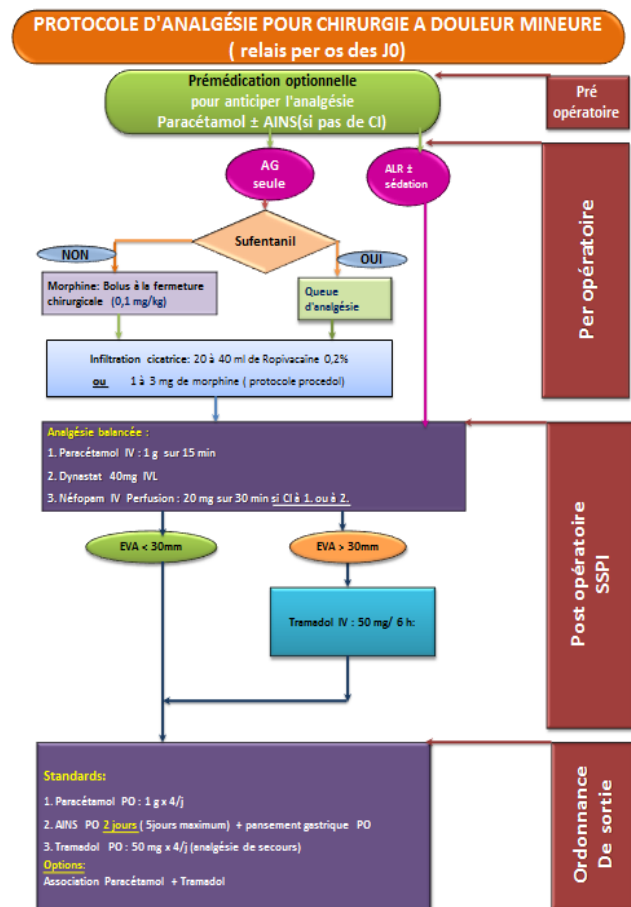 PROTOCOLE D'ANALGÉSIE POUR CHIRURGIE A DOULEUR MINEURE
( relais per os des J0)
Prémédication optionnelle
pour anticiper l'analgésie
Paracétamol ± AINS(si pas de CI)
Pré
opératoire
AG
seule
ALR ±
sédation
Sufentanil
NON
OUI
Morphine: Bolus à la fermeture
chirurgicale (0,1 mg/kg)
Queue
d'analgésie
Infiltration cicatrice: 20 à 40 ml de Ropivacaine 0,2%
ou 1 à 3 mg de morphine ( protocole procedol)
Per opératoire
Analgésie balancée :
1. Paracétamol IV : 1 g sur 15 min
2. Dynastat 40mg IVL
3. Néfopam IV Perfusion : 20 mg sur 30 min si CI à 1. ou à 2.
EVA < 30mm
EVA > 30mm
Tramadol IV : 50 mg/ 6 h:
Post opératoire
SSPI
Standards:
1. Paracétamol PO : 1 g x 4/j
2. AINS PO 2 jours ( 5jours maximum) + pansement gastrique PO
3. Tramadol PO : 50 mg x 4/j (analgésie de secours)
Options:
Association Paracétamol + Tramadol
Ordonnance
De sortie